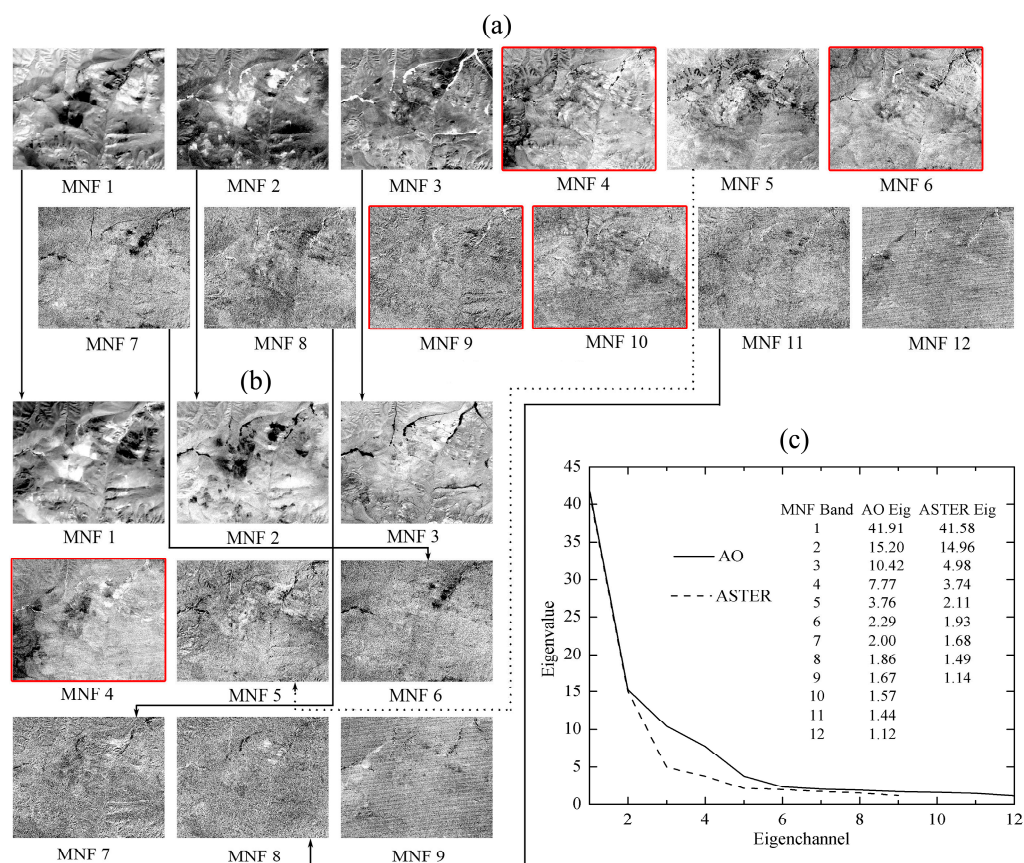 (a)
MNF 1
MNF 2
MNF 3
MNF 4
MNF 5
MNF 6
MNF 7
MNF 8
MNF 9
MNF 10
MNF 11
MNF 12
(b)
MNF 1
MNF 2
MNF 3
MNF 4
MNF 5
MNF 6
MNF 7
MNF 8
MNF 9
(c)
45
40
35
30
25
20
15
10
5
0
Eigenvalue
2
4
6
8
10
12
Eigenchannel
AO
ASTER
MNF Band AO Eig ASTER Eig
1 41.91 41.58
2 15.20 14.96
3 10.42 4.98
4 7.77 3.74
5 3.76 2.11
6 2.29 1.93
7 2.00 1.68
8 1.86 1.49
9 1.67 1.14
10 1.57
11 1.44
12 1.12